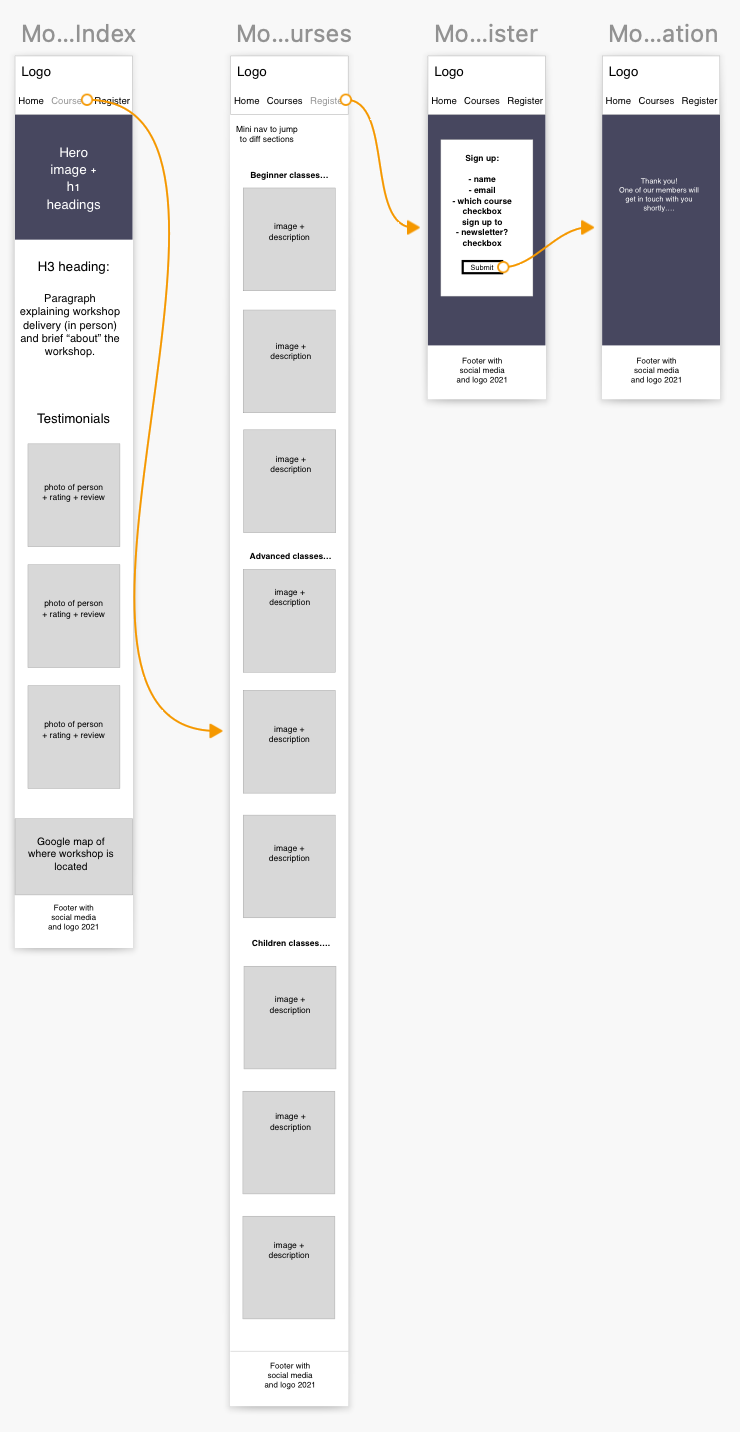 Mo...Index
Logo
Home Course Register
Hero
image +
h1
headings
H3 heading:
Paragraph
explaining workshop
delivery (in person)
and brief “about” the
workshop.
Testimonials
photo of person
+ rating + review
photo of person
+ rating + review
photo of person
+ rating + review
Google map of
where workshop is
located
Footer with
social media
and logo 2021
Mo...urses
Logo
Home Courses Registe
Mini nav to jump
to diff sections
Beginner classes...
image +
description
image +
description
image +
description
Advanced classes...
image +
description
image +
description
image +
description
Children classes....
image +
description
image +
description
image +
description
Footer with
social media
and logo 2021
Mo...ister
Logo
Home Courses Register
Sign up:
- name
- email
- which course
checkbox
sign up to
- newsletter?
checkbox
Submit
Footer with
social media
and logo 2021
Mo...ation
Logo
Home Courses Register
Thank you!
One of our members will
get in touch with you
shortly....
Footer with
social media
and logo 2021